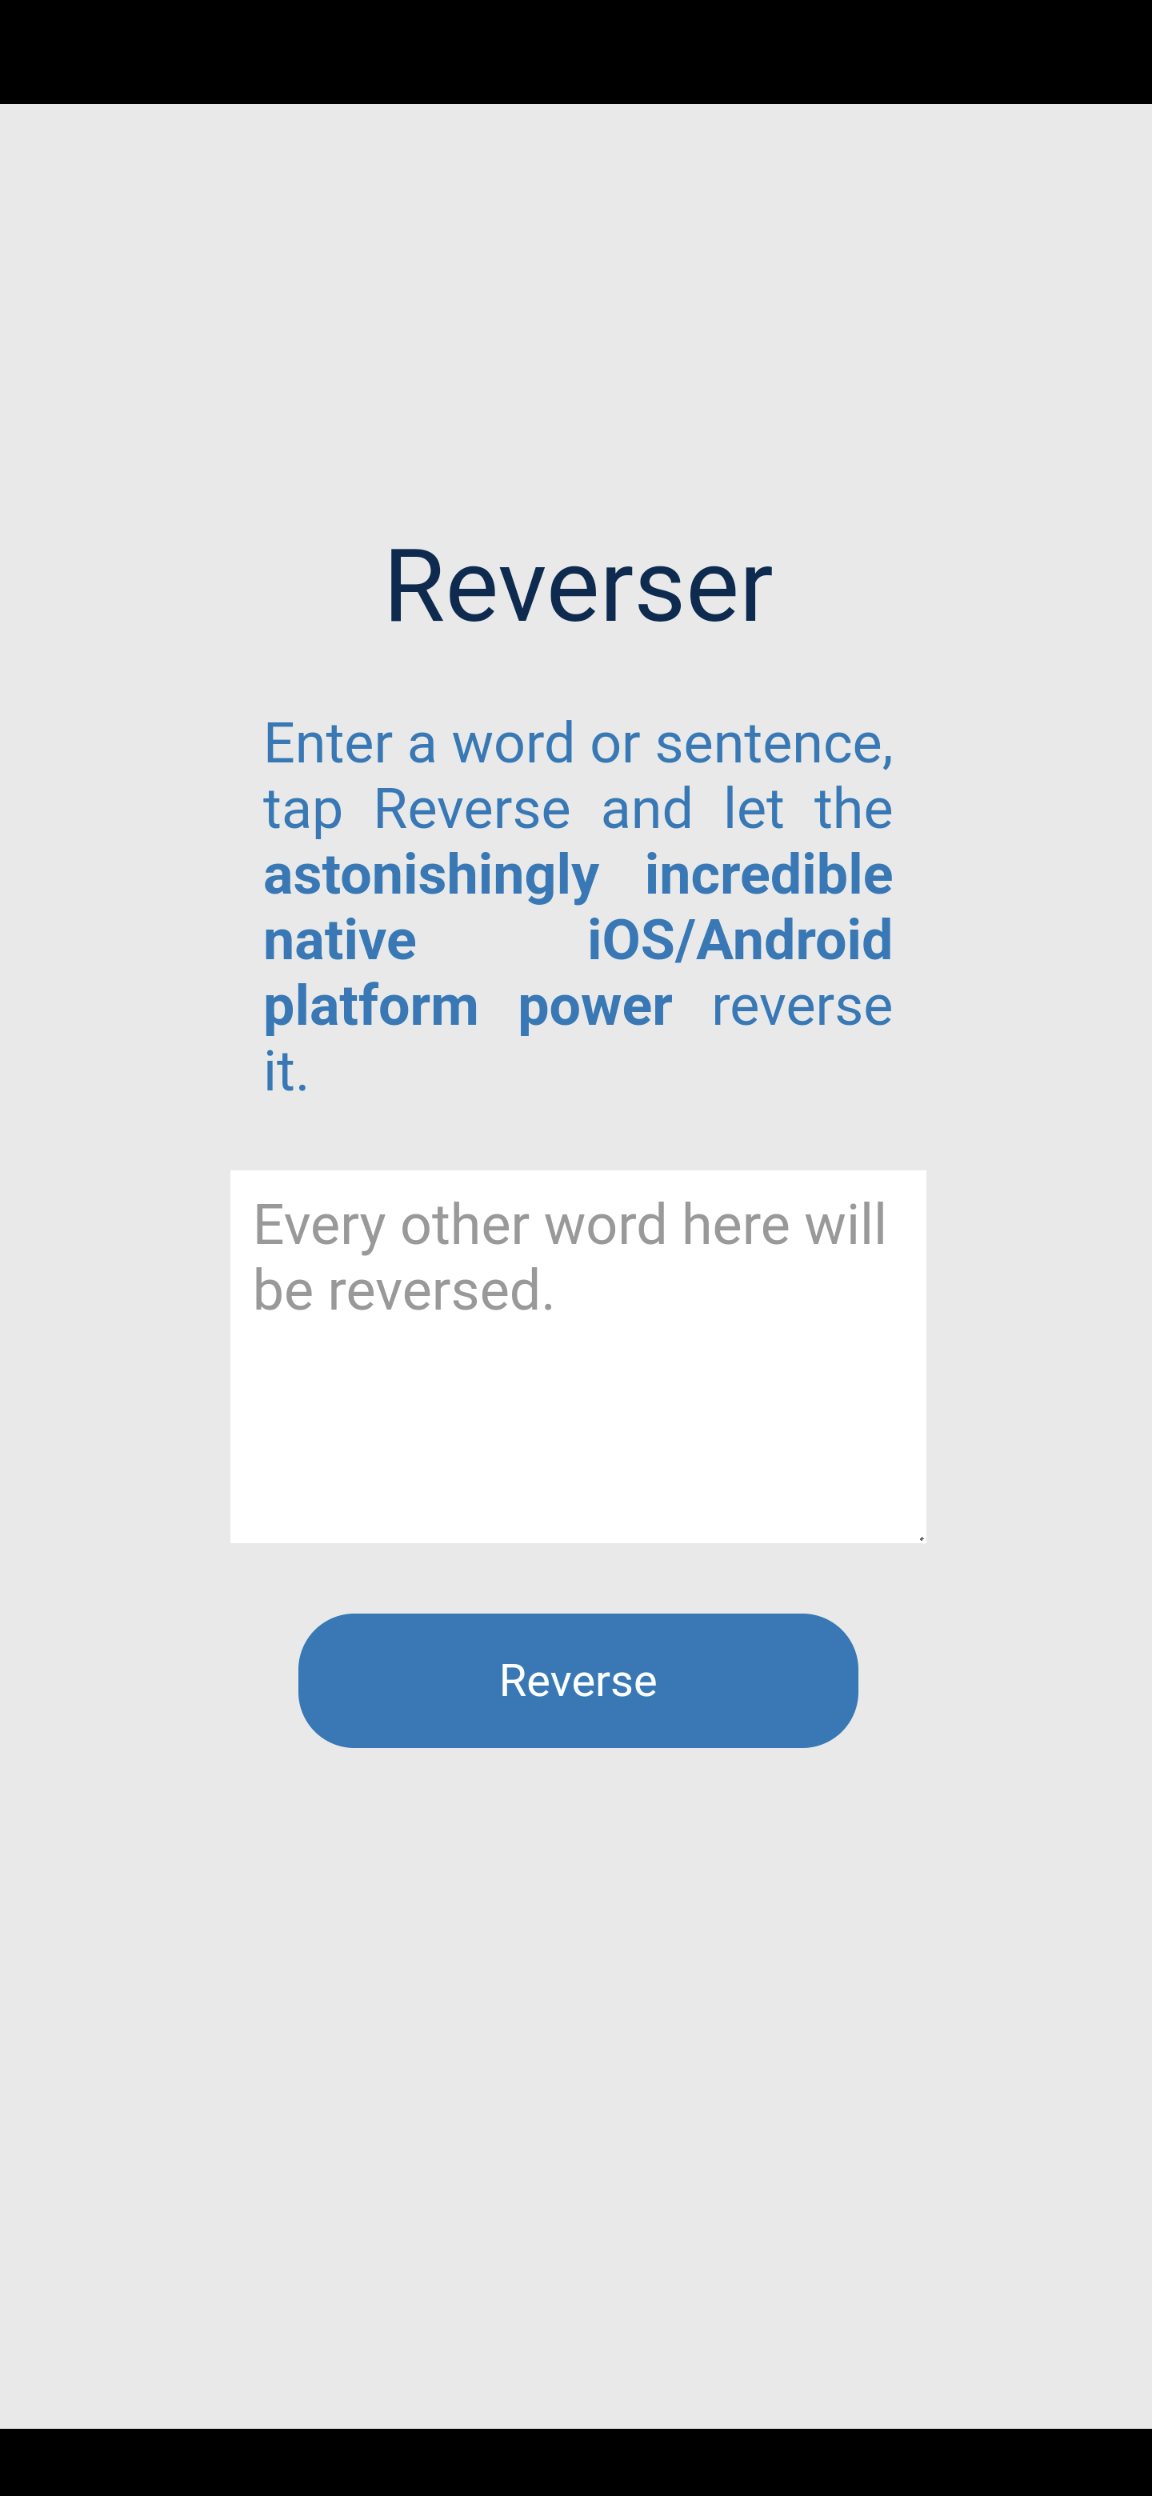 Reverser
Enter a word or sentence,
tap Reverse and let the
astonishingly incredible
native iOS/Android
platform power reverse
it.
Every other word here will
be reversed.
Reverse